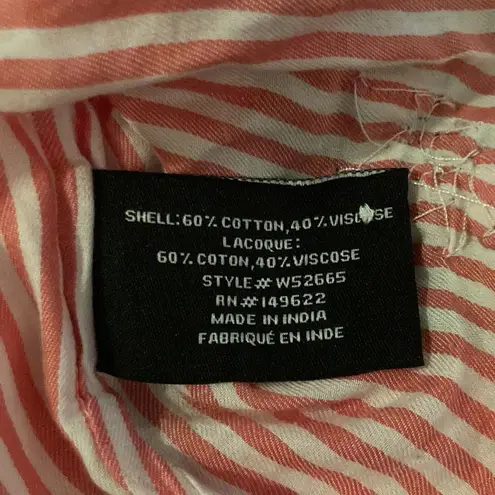 SHELL:60% COTTON,40%VISCOSE
LACOQUE:
60% COTON,40%VISCOSE
STYLE# W52665
RN# 149622
MADE IN INDIA
FABRIQUÉ EN INDE